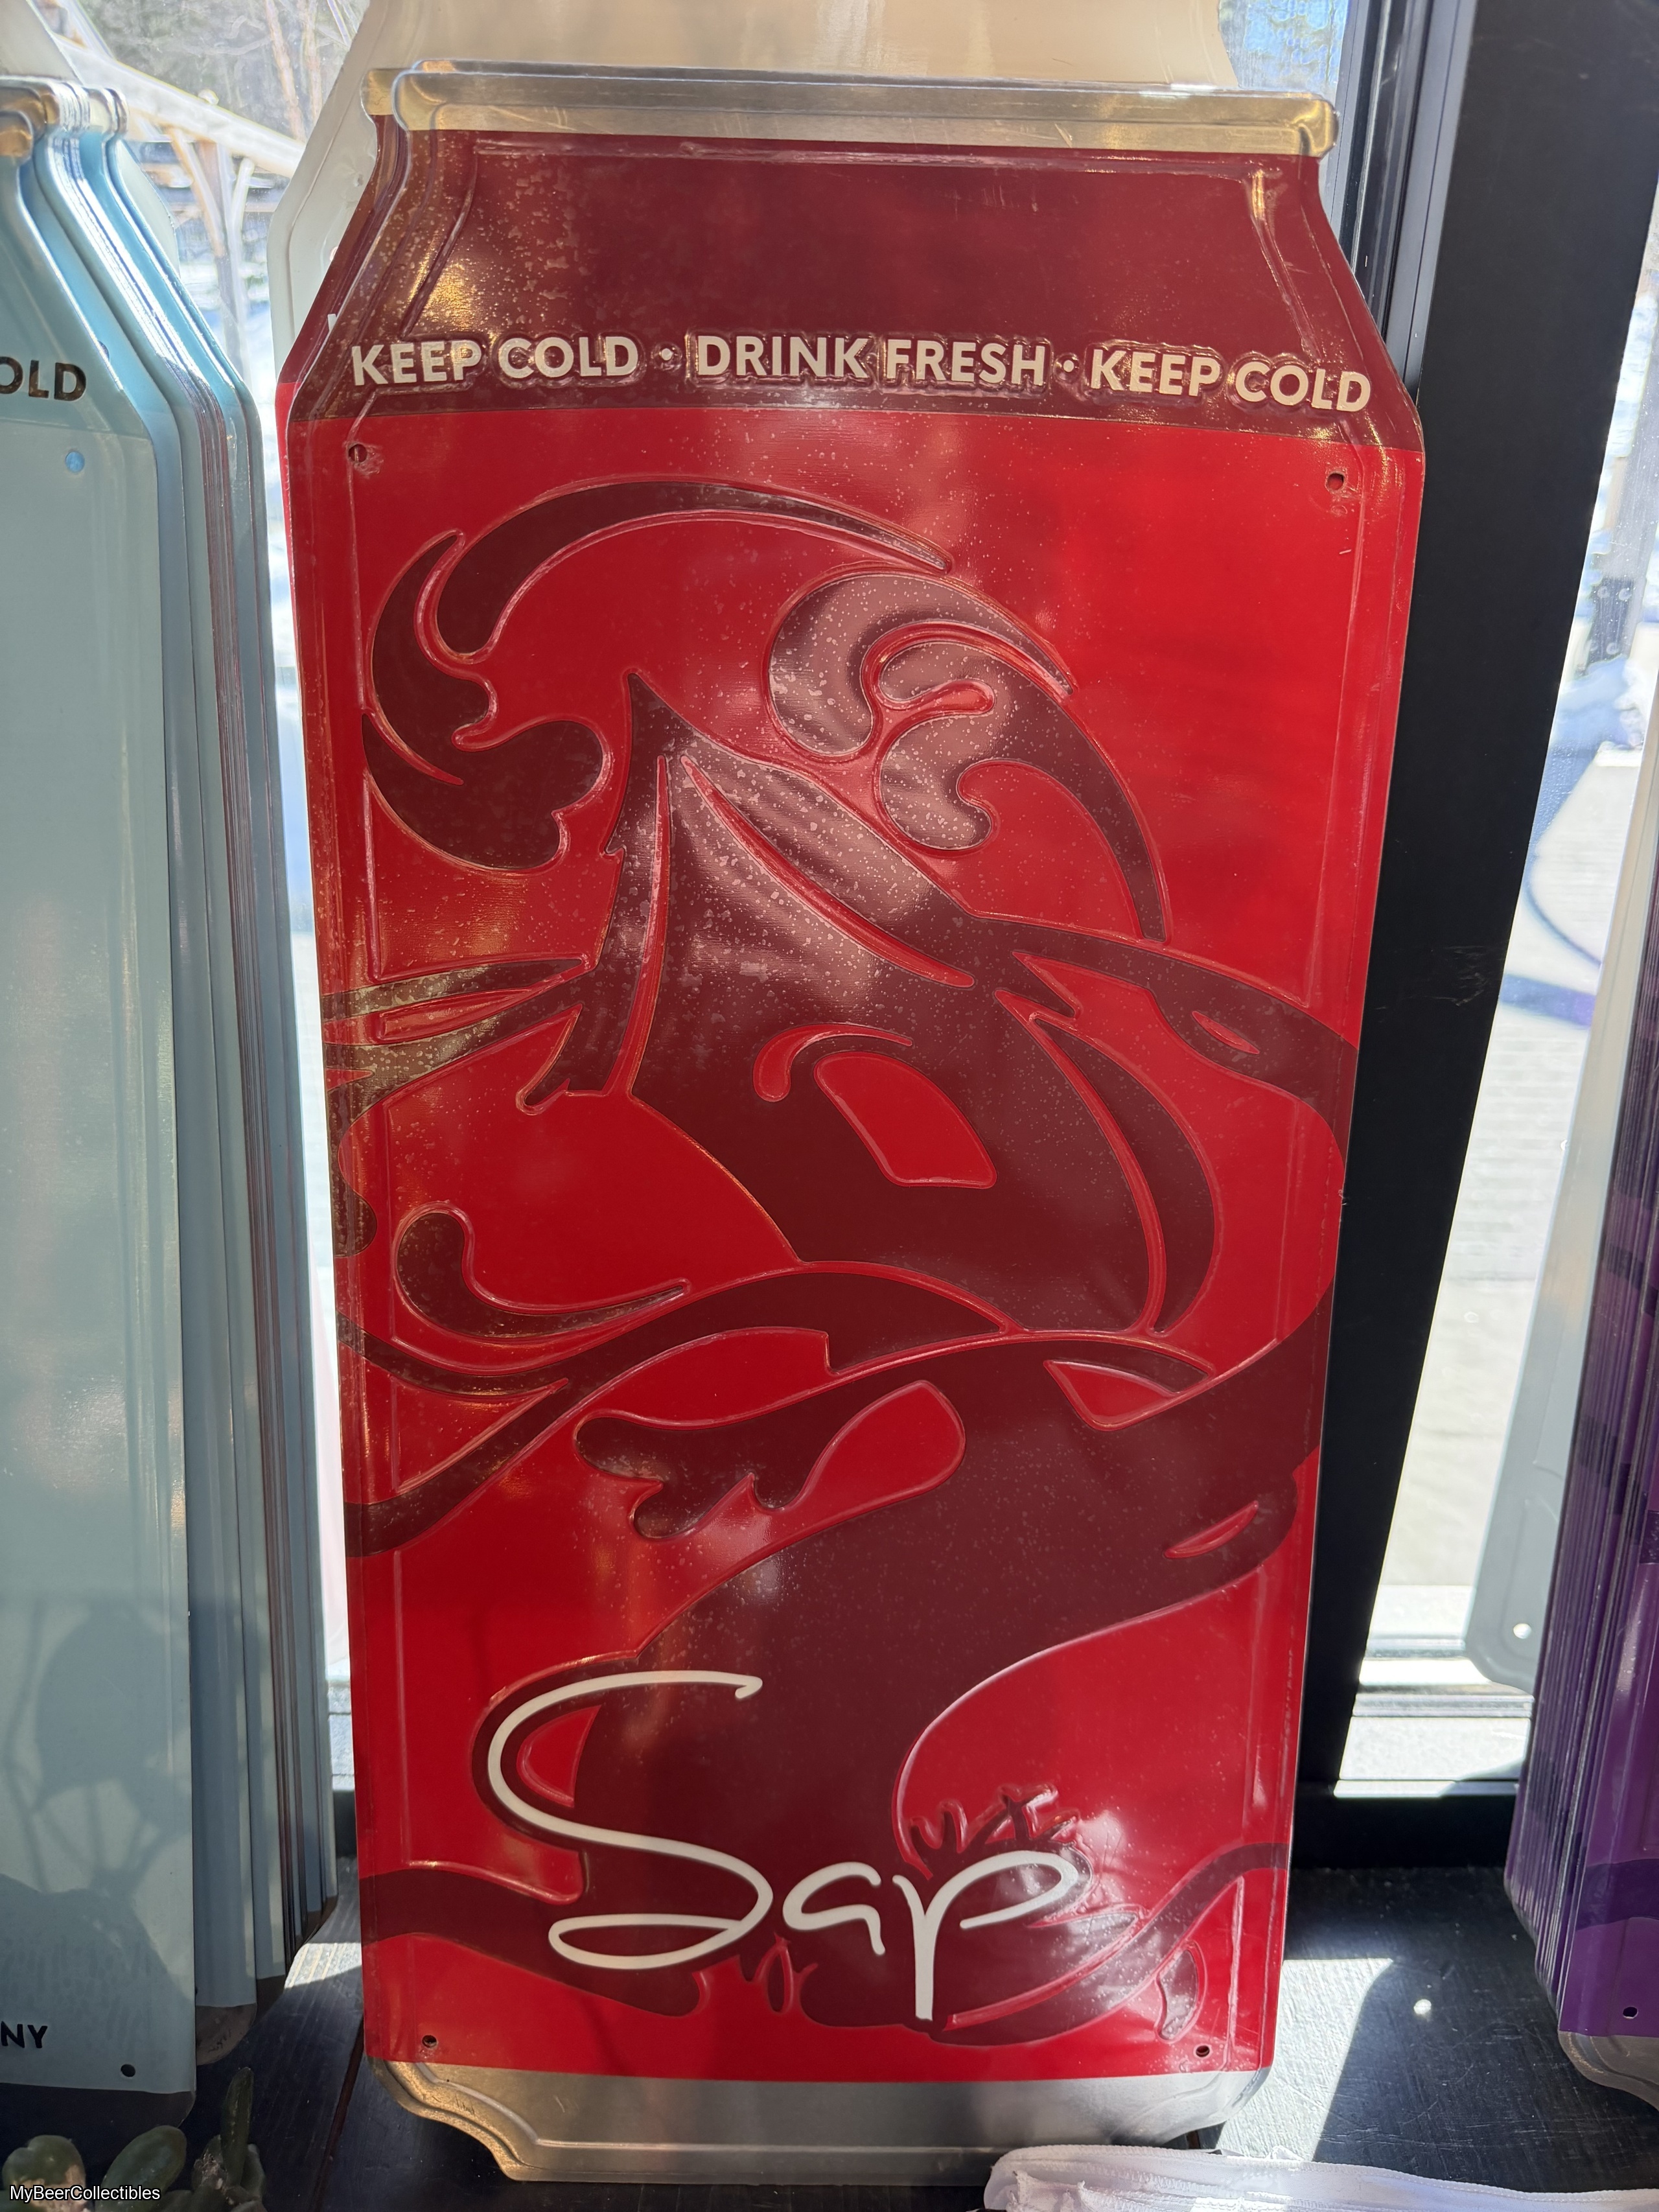 KEEP COLD • DRINK FRESH • KEEP COLD
OLD
Sap
NY
MyBeerCollectibles